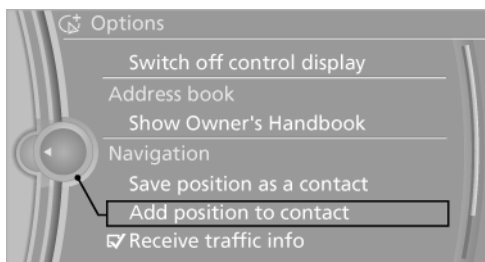 Options
Switch off control display
Address book
Show Owner's Handbook
Navigation
Save position as a contact
Add position to contact
Receive traffic info